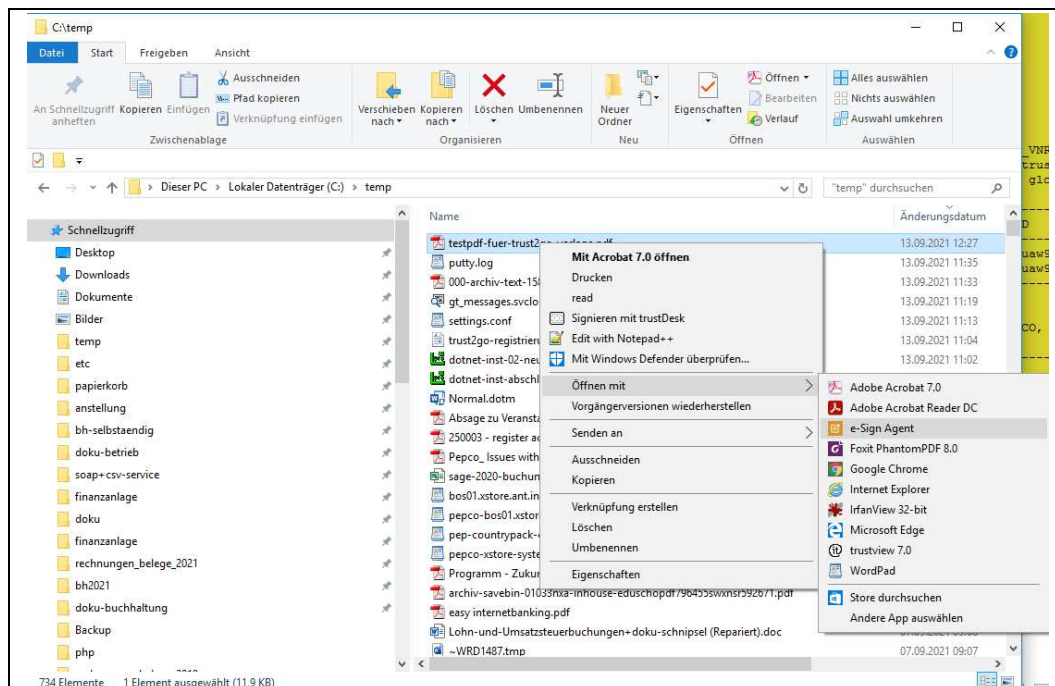 C:\temp
Datei Start Freigeben Ansicht
An Schnellzugriff anheften
Kopieren
Einfügen
Ausschneiden
Pfad kopieren
Verknüpfung einfügen
Zwischenablage
Verschieben nach
Kopieren nach
Löschen
Umbenennen
Organisieren
Neuer Ordner
Neu
Eigenschaften
Öffnen
Bearbeiten
Verlauf
Öffnen
Alles auswählen
Nichts auswählen
Auswahl umkehren
Auswählen
Dieser PC > Lokaler Datenträger (C:) > temp
"temp" durchsuchen
Schnellzugriff
Desktop
Downloads
Dokumente
Bilder
temp
etc
papierkorb
anstellung
bh-selbstaendig
doku-betrieb
soap+csv-service
finanzanlage
doku
finanzanlage
rechnungen_belege_2021
bh2021
doku-buchhaltung
Backup
php
Name Änderungsdatum
testpdf-fuer-trust2go-vorlage.pdf 13.09.2021 12:27
putty.log 13.09.2021 11:35
000-archiv-text-15 13.09.2021 11:33
gt_messages.svclo 13.09.2021 11:19
settings.conf 13.09.2021 11:13
trust2go-registrieru 13.09.2021 11:04
dotnet-inst-02-neu 13.09.2021 11:02
dotnet-inst-abschl
Normal.dotm
Absage zu Veransta
250003 - register ad
Pepco_ Issues with
sage-2020-buchun
bos01.xstore.ant.in
pepco-bos01.xstor
pep-countrypack-
pepco-xstore-syste
Programm - Zukun
easy internetbanking.pdf
Lohn-und-Umsatzsteuerbuchungen+doku-schnipsel (Repariert).doc
~WRD1487.tmp 07.09.2021 09:07
Mit Acrobat 7.0 öffnen
Drucken
read
Signieren mit trustDesk
Edit with Notepad++
Mit Windows Defender überprüfen...
Öffnen mit
Vorgängerversionen wiederherstellen
Senden an
Ausschneiden
Kopieren
Verknüpfung erstellen
Löschen
Umbenennen
Eigenschaften
Adobe Acrobat 7.0
Adobe Acrobat Reader DC
e-Sign Agent
Foxit PhantomPDF 8.0
Google Chrome
Internet Explorer
IrfanView 32-bit
Microsoft Edge
trustview 7.0
WordPad
Store durchsuchen
Andere App auswählen
734 Elemente 1 Element ausgewählt (11,9 KB)
_VNR
trus
glo
D
uaw9
uaw9
CO,